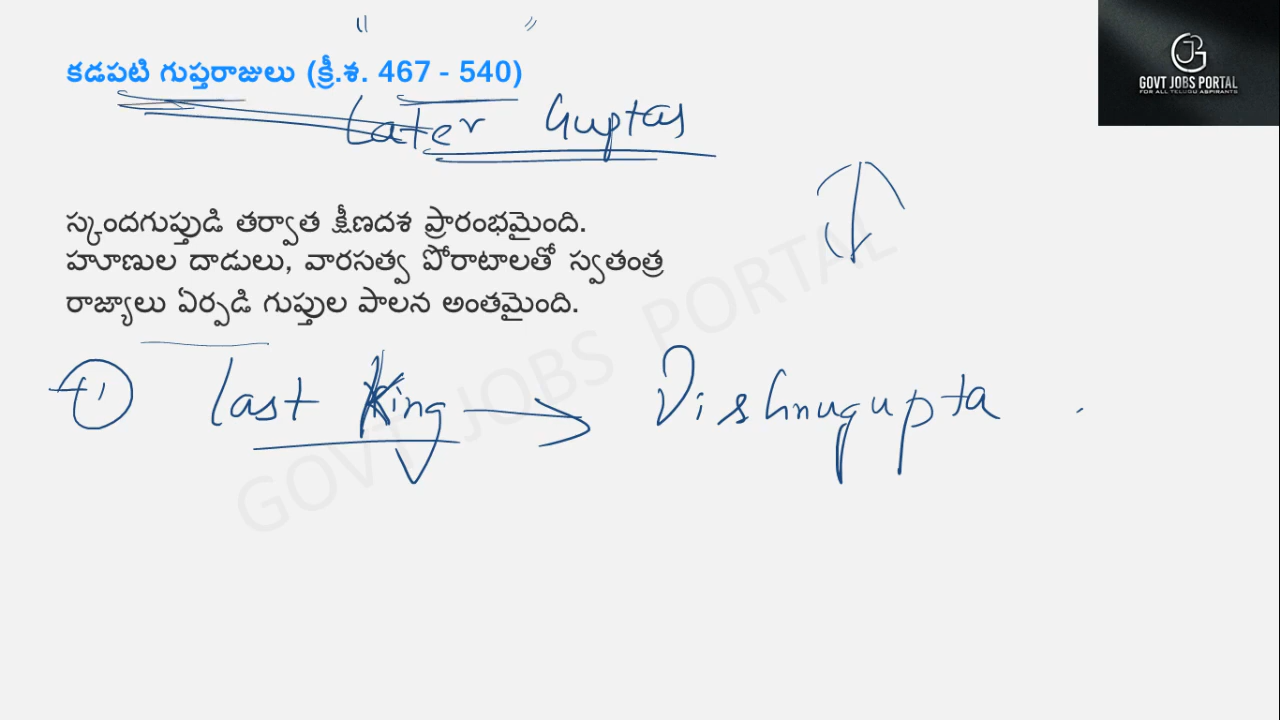 కడపటి గుప్తరాజులు (క్రీ.శ. 467 - 540)
Later Guptas
స్కందగుప్తుడి తర్వాత క్షీణదశ ప్రారంభమైంది.
హూణుల దాడులు, వారసత్వ పోరాటాలతో స్వతంత్ర
రాజ్యాలు ఏర్పడి గుప్తుల పాలన అంతమైంది.
1 last King → Vishnugupta
GOVT JOBS PORTAL
GOVT JOBS PORTAL
FOR ALL TELUGU ASPIRANTS